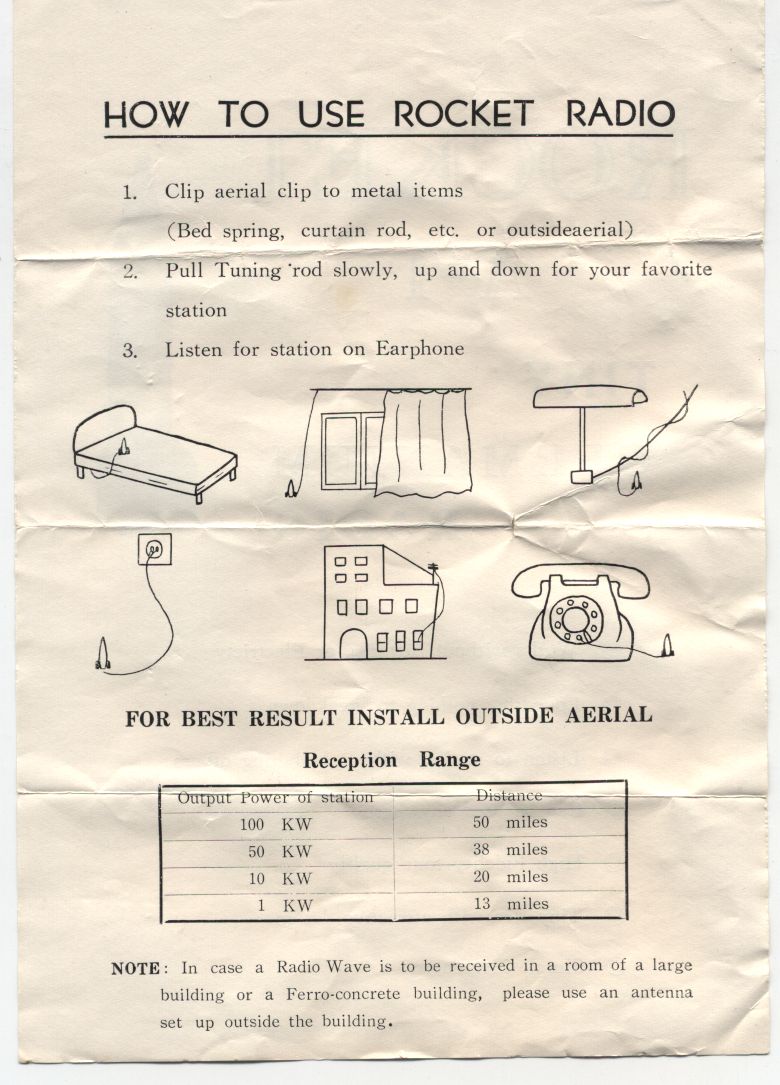 HOW TO USE ROCKET RADIO
1. Clip aerial clip to metal items
(Bed spring, curtain rod, etc. or outsideaerial)
2. Pull Tuning rod slowly, up and down for your favorite
station
3. Listen for station on Earphone
FOR BEST RESULT INSTALL OUTSIDE AERIAL
Reception Range
Output Power of station Distance
100 KW 50 miles
50 KW 38 miles
10 KW 20 miles
1 KW 13 miles
NOTE: In case a Radio Wave is to be received in a room of a large
building or a Ferro-concrete building, please use an antenna
set up outside the building.